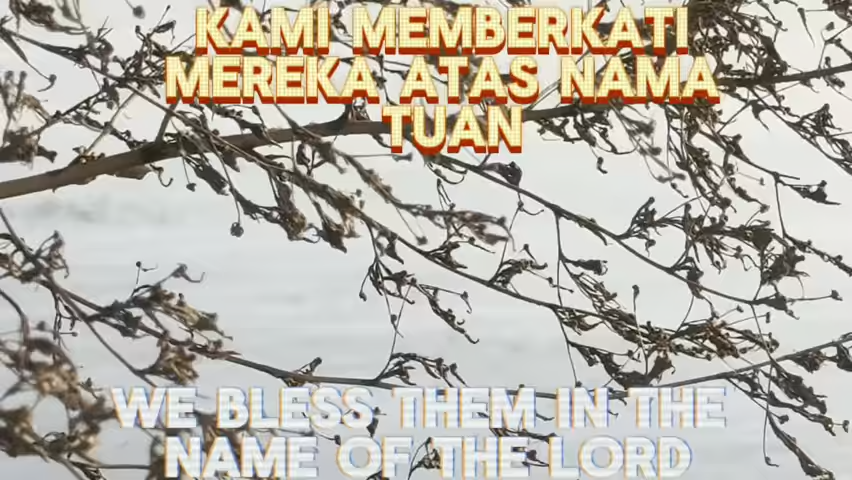 KAMI MEMBERKATI
MEREKA ATAS NAMA
TUAN
WE BLESS THEM IN THE
NAME OF THE LORD